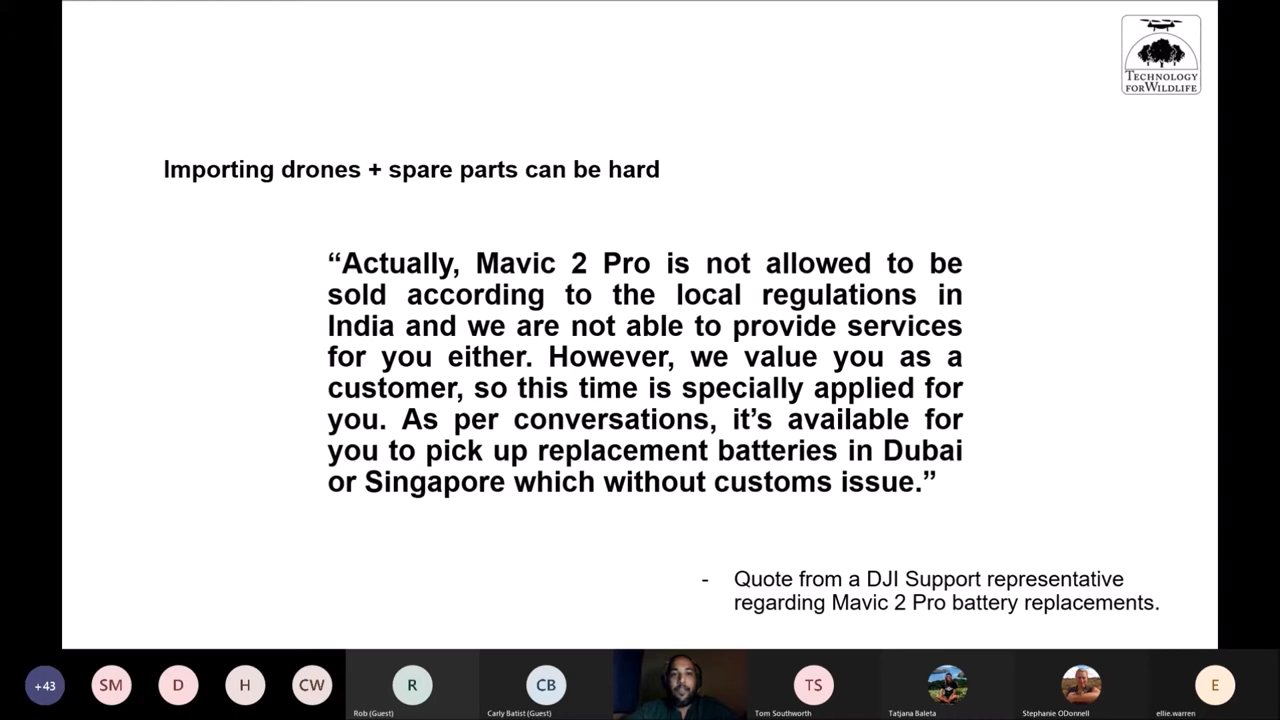 TECHNOLOGY
FORWILDLIFE
Importing drones + spare parts can be hard
“Actually, Mavic 2 Pro is not allowed to be
sold according to the local regulations in
India and we are not able to provide services
for you either. However, we value you as a
customer, so this time is specially applied for
you. As per conversations, it’s available for
you to pick up replacement batteries in Dubai
or Singapore which without customs issue.”
- Quote from a DJI Support representative
regarding Mavic 2 Pro battery replacements.
+43
SM
D
H
CW
R
Rob (Guest)
CB
Carly Batist (Guest)
TS
Tom Southworth
Tatjana Baleta
Stephanie ODonnell
E
ellie.warren